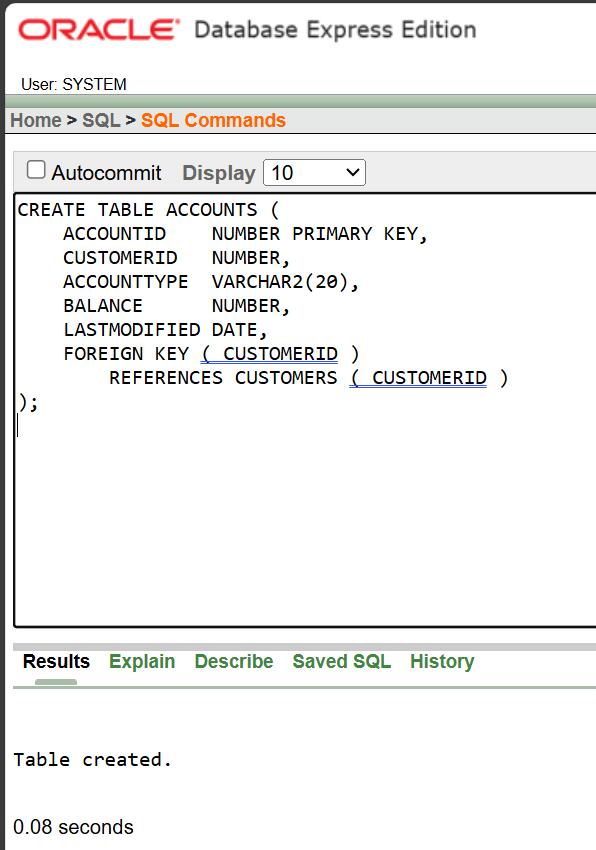 ORACLE® Database Express Edition
User: SYSTEM
Home > SQL > SQL Commands
Autocommit Display 10
CREATE TABLE ACCOUNTS (
    ACCOUNTID    NUMBER PRIMARY KEY,
    CUSTOMERID   NUMBER,
    ACCOUNTTYPE  VARCHAR2(20),
    BALANCE      NUMBER,
    LASTMODIFIED DATE,
    FOREIGN KEY ( CUSTOMERID )
        REFERENCES CUSTOMERS ( CUSTOMERID )
);
Results Explain Describe Saved SQL History
Table created.
0.08 seconds